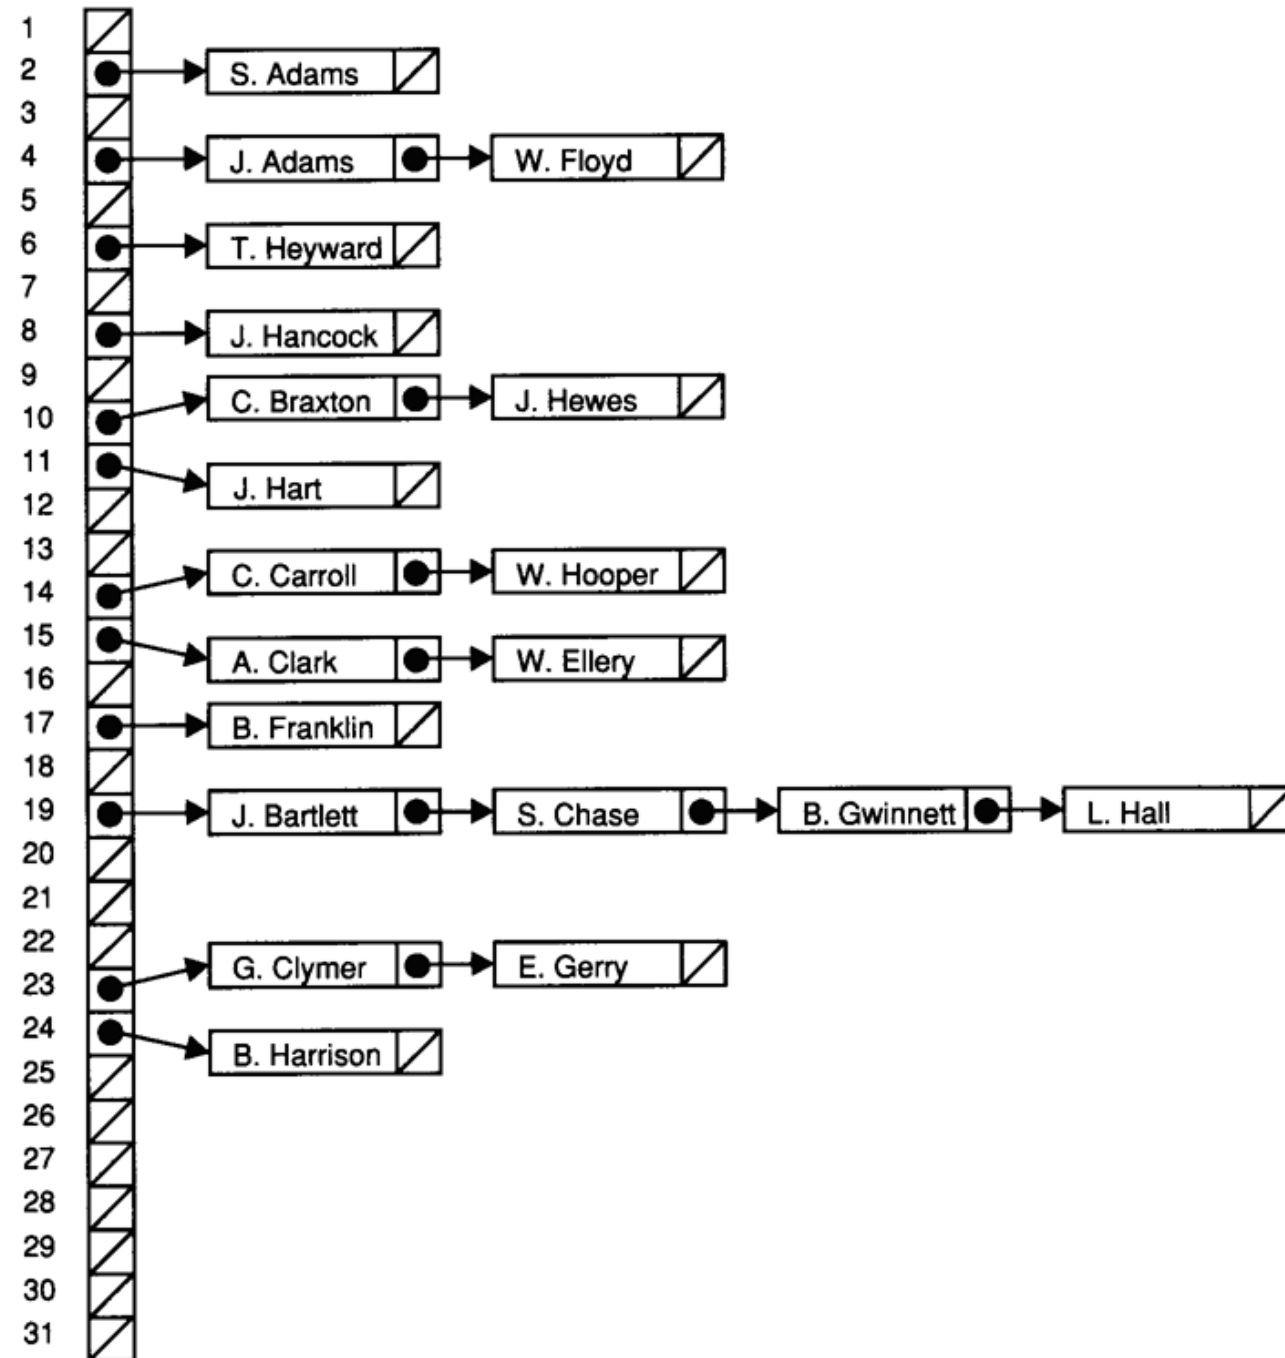 1
2 S. Adams
3
4 J. Adams W. Floyd
5
6 T. Heyward
7
8 J. Hancock
9
10 C. Braxton J. Hewes
11 J. Hart
12
13
14 C. Carroll W. Hooper
15 A. Clark W. Ellery
16
17 B. Franklin
18
19 J. Bartlett S. Chase B. Gwinnett L. Hall
20
21
22
23 G. Clymer E. Gerry
24 B. Harrison
25
26
27
28
29
30
31